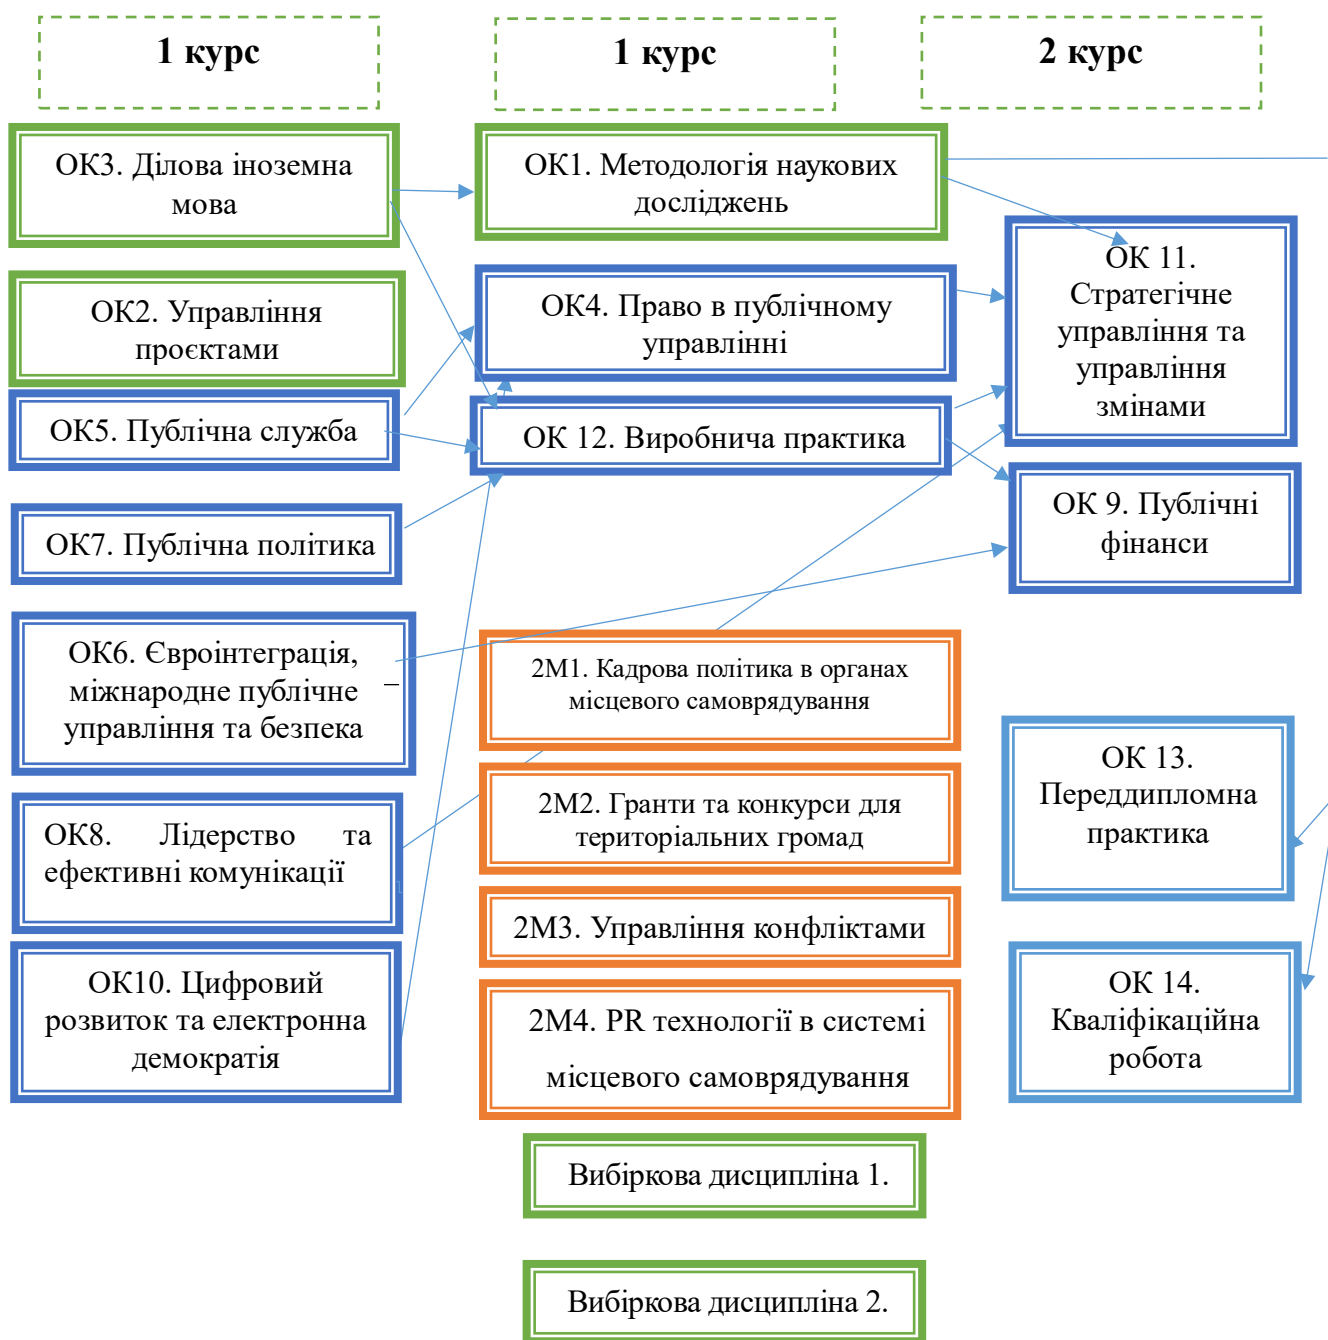 1 курс
1 курс
2 курс
ОК3. Ділова іноземна
мова
ОК2. Управління
проєктами
ОК5. Публічна служба
ОК7. Публічна політика
ОК6. Євроінтеграція,
міжнародне публічне
управління та безпека
ОК8. Лідерство та
ефективні комунікації
ОК10. Цифровий
розвиток та електронна
демократія
ОК1. Методологія наукових
досліджень
ОК4. Право в публічному
управлінні
ОК 12. Виробнича практика
2М1. Кадрова політика в органах
місцевого самоврядування
2М2. Гранти та конкурси для
територіальних громад
2М3. Управління конфліктами
2М4. PR технології в системі
місцевого самоврядування
Вибіркова дисципліна 1.
Вибіркова дисципліна 2.
ОК 11.
Стратегічне
управління та
управління
змінами
ОК 9. Публічні
фінанси
ОК 13.
Переддипломна
практика
ОК 14.
Кваліфікаційна
робота